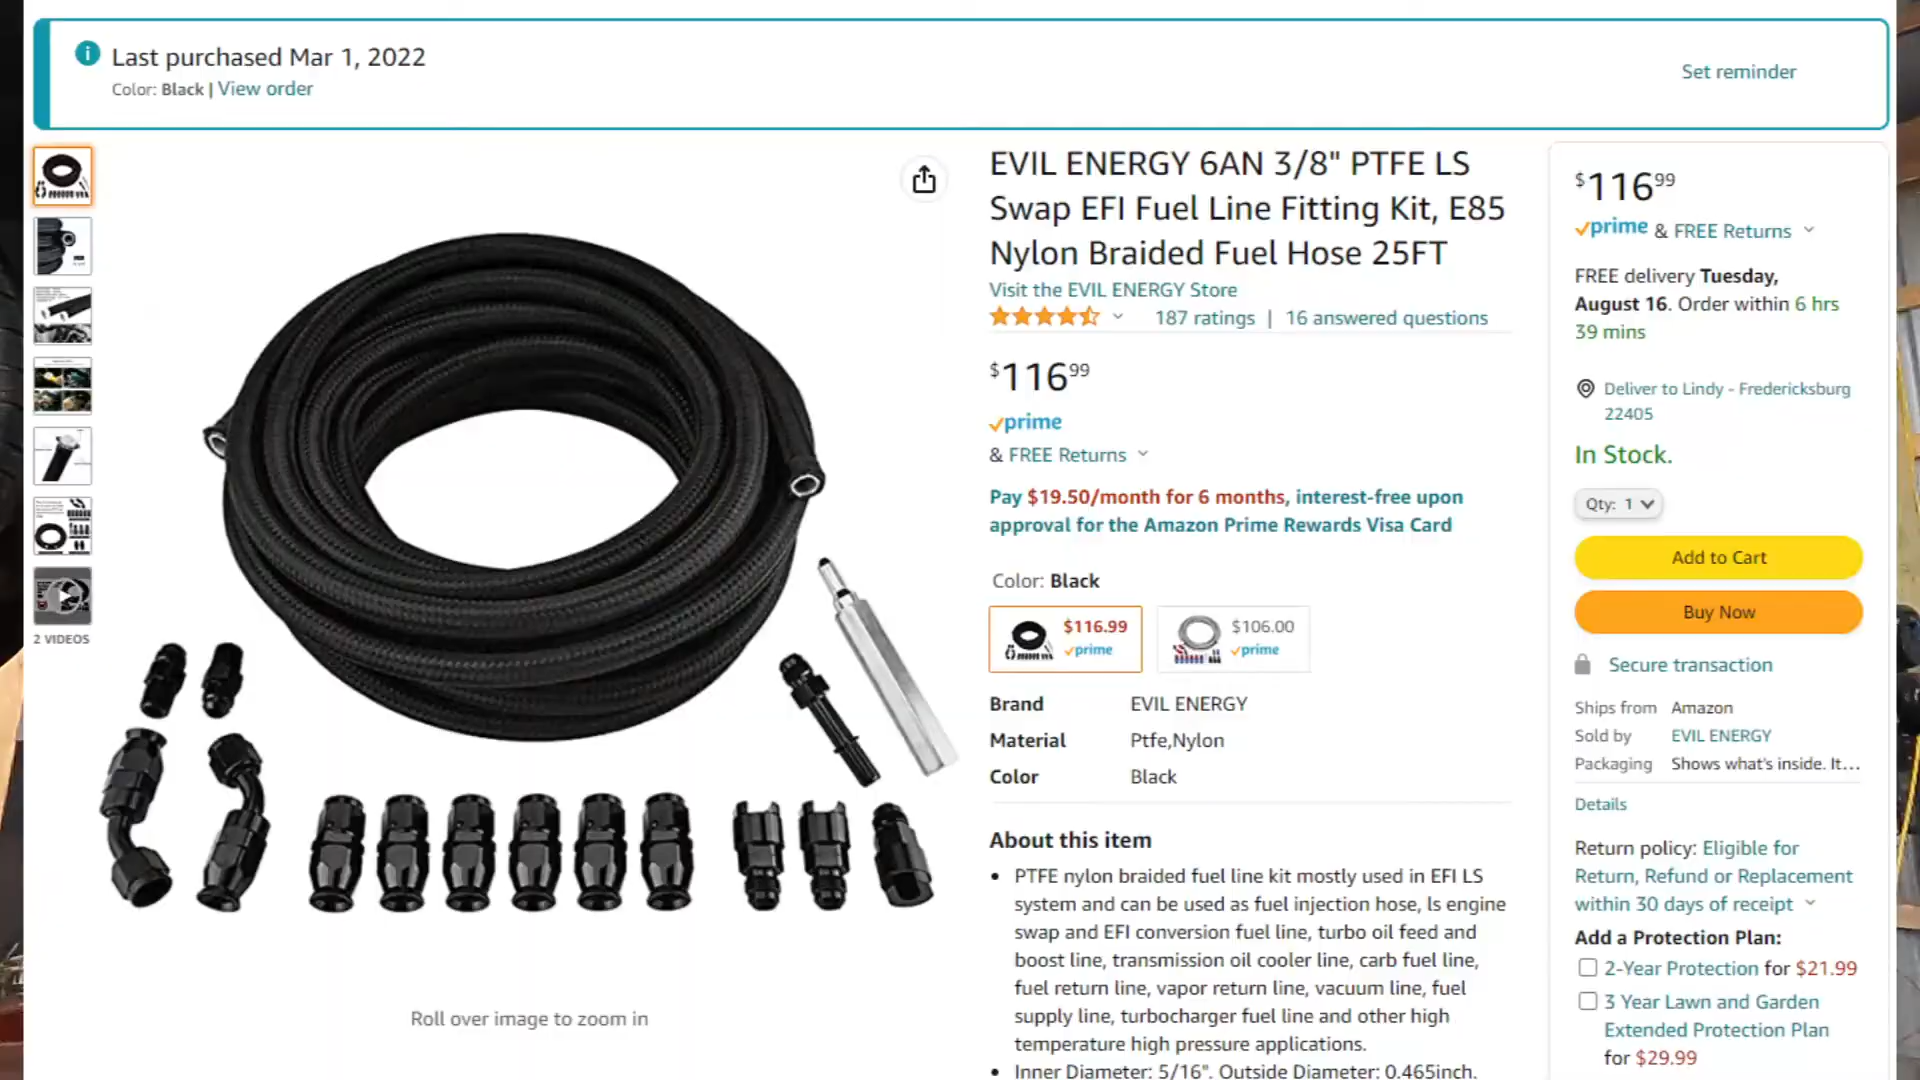 Last purchased Mar 1, 2022
Color: Black | View order
Set reminder
2 VIDEOS
Roll over image to zoom in
EVIL ENERGY 6AN 3/8" PTFE LS
Swap EFI Fuel Line Fitting Kit, E85
Nylon Braided Fuel Hose 25FT
Visit the EVIL ENERGY Store
187 ratings | 16 answered questions
$116.99
prime
& FREE Returns
Pay $19.50/month for 6 months, interest-free upon
approval for the Amazon Prime Rewards Visa Card
Color: Black
$116.99
prime
$106.00
prime
Brand EVIL ENERGY
Material Ptfe,Nylon
Color Black
About this item
• PTFE nylon braided fuel line kit mostly used in EFI LS
system and can be used as fuel injection hose, ls engine
swap and EFI conversion fuel line, turbo oil feed and
boost line, transmission oil cooler line, carb fuel line,
fuel return line, vapor return line, vacuum line, fuel
supply line, turbocharger fuel line and other high
temperature high pressure applications.
• Inner Diameter: 5/16". Outside Diameter: 0.465inch.
$116 99
prime & FREE Returns
FREE delivery Tuesday,
August 16. Order within 6 hrs
39 mins
Deliver to Lindy - Fredericksburg
22405
In Stock.
Qty: 1
Add to Cart
Buy Now
Secure transaction
Ships from Amazon
Sold by EVIL ENERGY
Packaging Shows what's inside. It...
Details
Return policy: Eligible for
Return, Refund or Replacement
within 30 days of receipt
Add a Protection Plan:
2-Year Protection for $21.99
3 Year Lawn and Garden
Extended Protection Plan
for $29.99